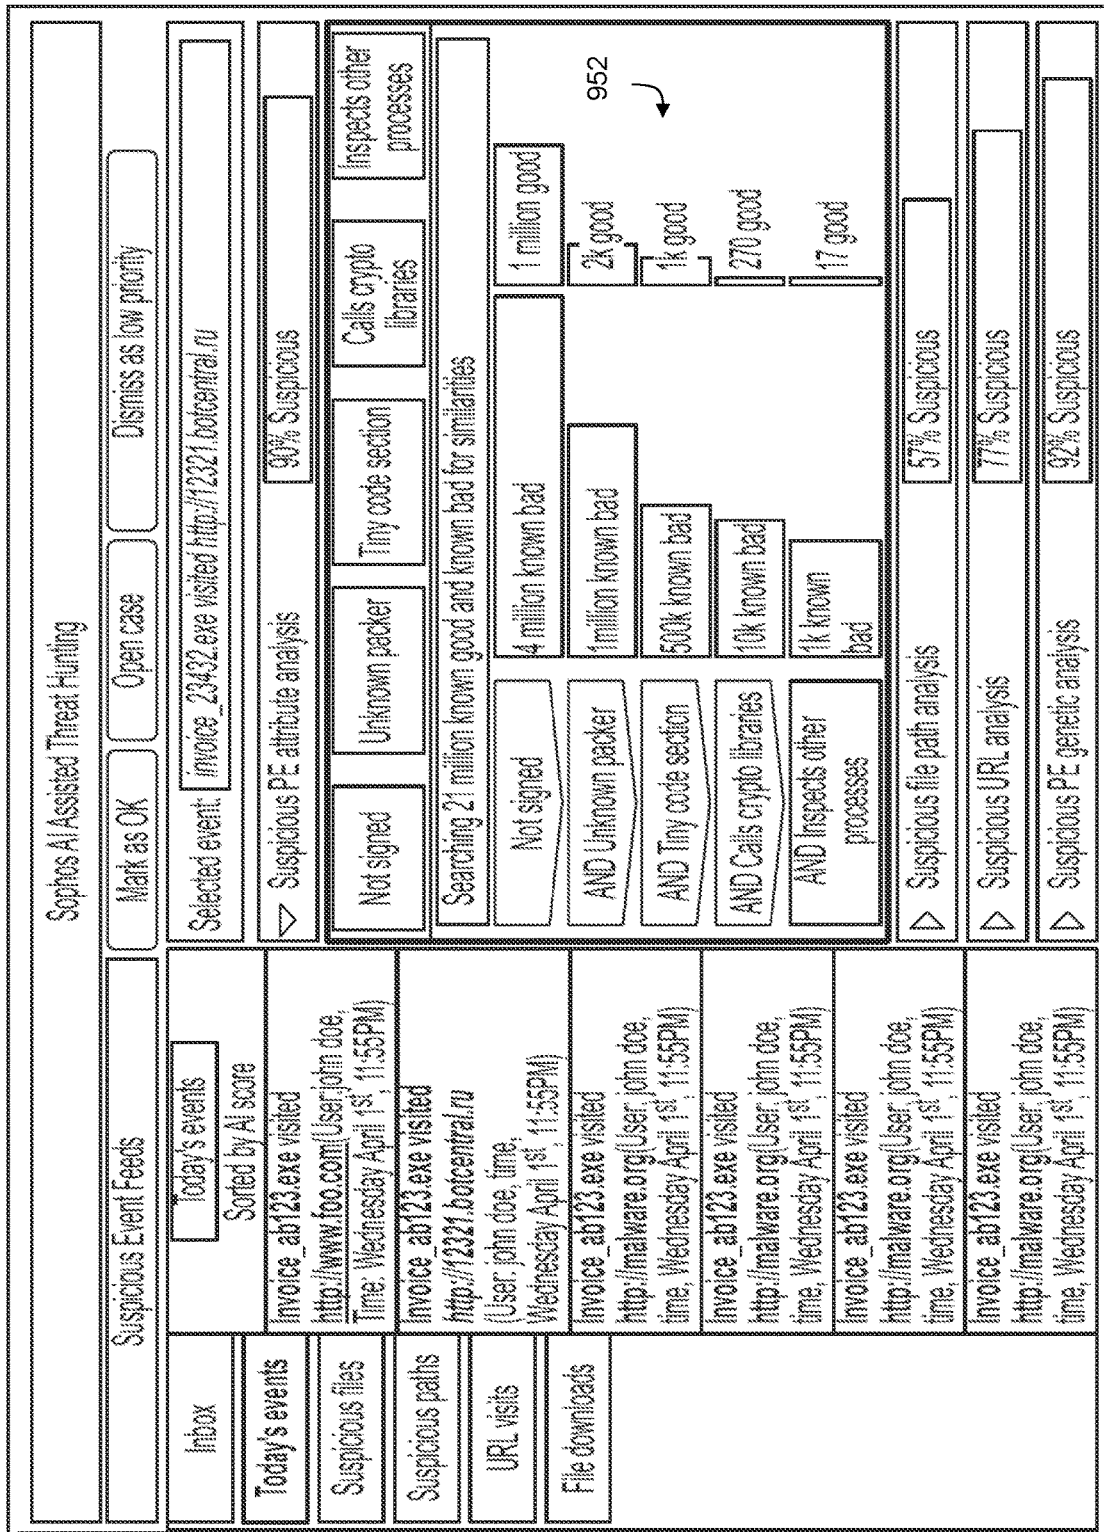 Sophos AI Assisted Threat Hunting
Suspicious Event Feeds
Mark as OK
Open case
Dismiss as low priority
Inbox
Today's events
Suspicious files
Suspicious paths
URL visits
File downloads
Today's events
Sorted by AI score
Invoice_ab123.exe visited
http://www.foo.com(User:john doe,
Time: Wednesday April 1st, 11:55PM)
Invoice_ab123.exe visited
http://12321.botcentral.ru
(User: john doe, time,
Wednesday April 1st, 11:55PM)
Invoice_ab123.exe visited
http://malware.org(User: john doe,
time, Wednesday April 1st, 11:55PM)
Invoice_ab123.exe visited
http://malware.org(User: john doe,
time, Wednesday April 1st, 11:55PM)
Invoice_ab123.exe visited
http://malware.org(User: john doe,
time, Wednesday April 1st, 11:55PM)
Invoice_ab123.exe visited
http://malware.org(User: john doe,
time, Wednesday April 1st, 11:55PM)
Selected event: invoice_23432.exe visited http://12321.botcentral.ru
Suspicious PE attribute analysis 90% Suspicious
Not signed
Unknown packer
Tiny code section
Calls crypto
libraries
Inspects other
processes
Searching 21 million known good and known bad for similarities
Not signed 4 million known bad 1 million good
AND Unknown packer 1million known bad 2k good
AND Tiny code section 500k known bad 1k good
AND Calls crypto libraries 10k known bad 270 good
AND Inspects other
processes
1k known
bad
17 good
952
Suspicious file path analysis 57% Suspicious
Suspicious URL analysis 77% Suspicious
Suspicious PE genetic analysis 92% Suspicious